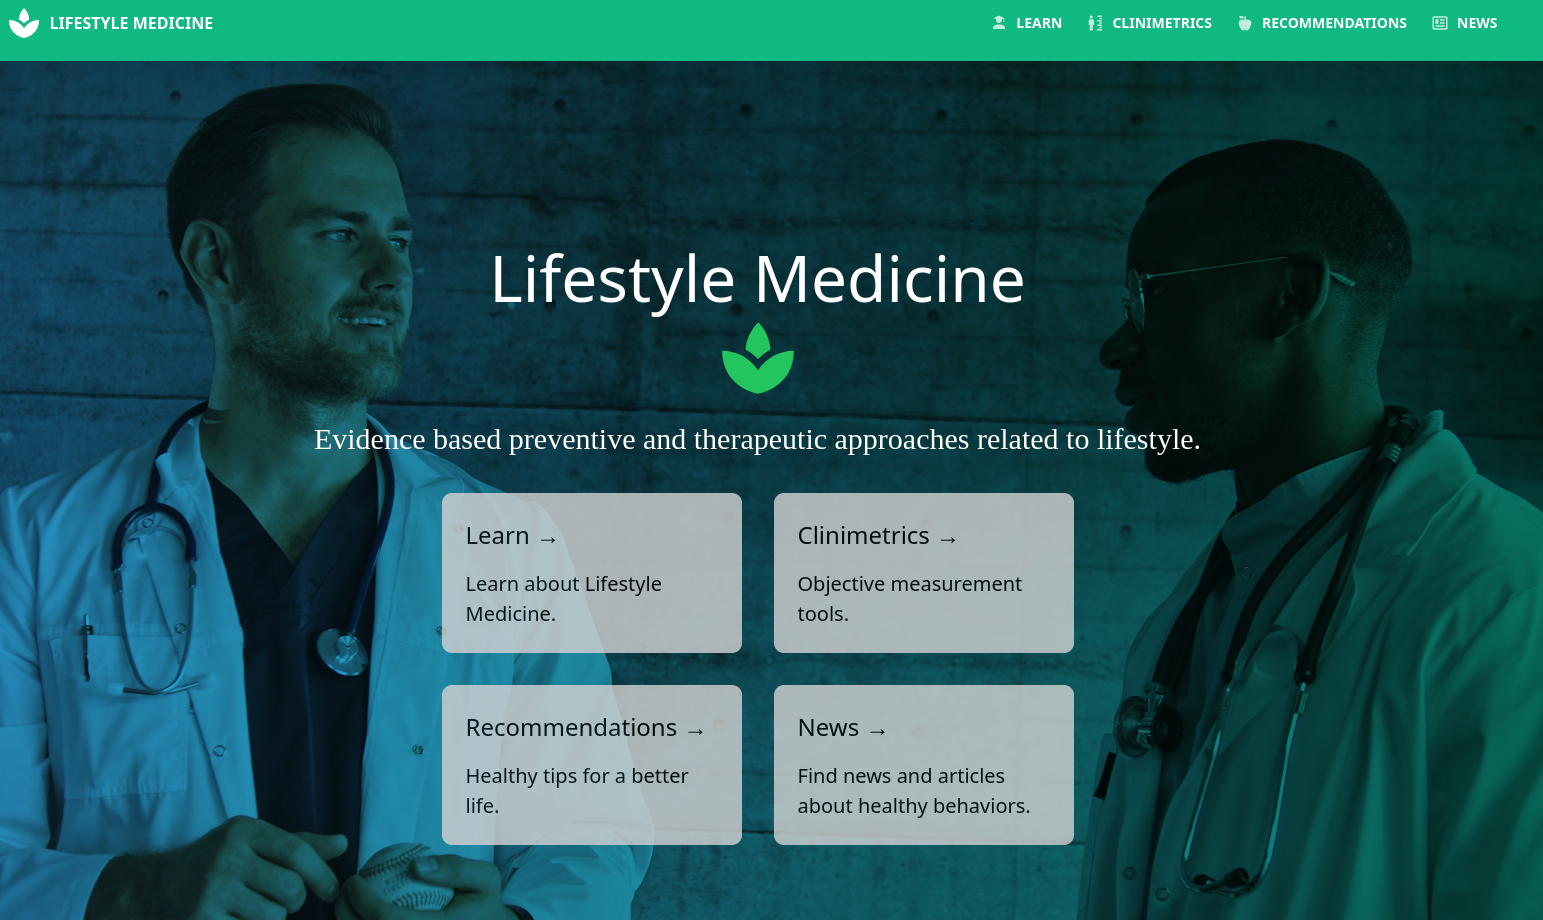 LIFESTYLE MEDICINE
LEARN CLINIMETRICS RECOMMENDATIONS NEWS
Lifestyle Medicine
Evidence based preventive and therapeutic approaches related to lifestyle.
Learn →
Learn about Lifestyle
Medicine.
Clinimetrics →
Objective measurement
tools.
Recommendations →
Healthy tips for a better
life.
News →
Find news and articles
about healthy behaviors.